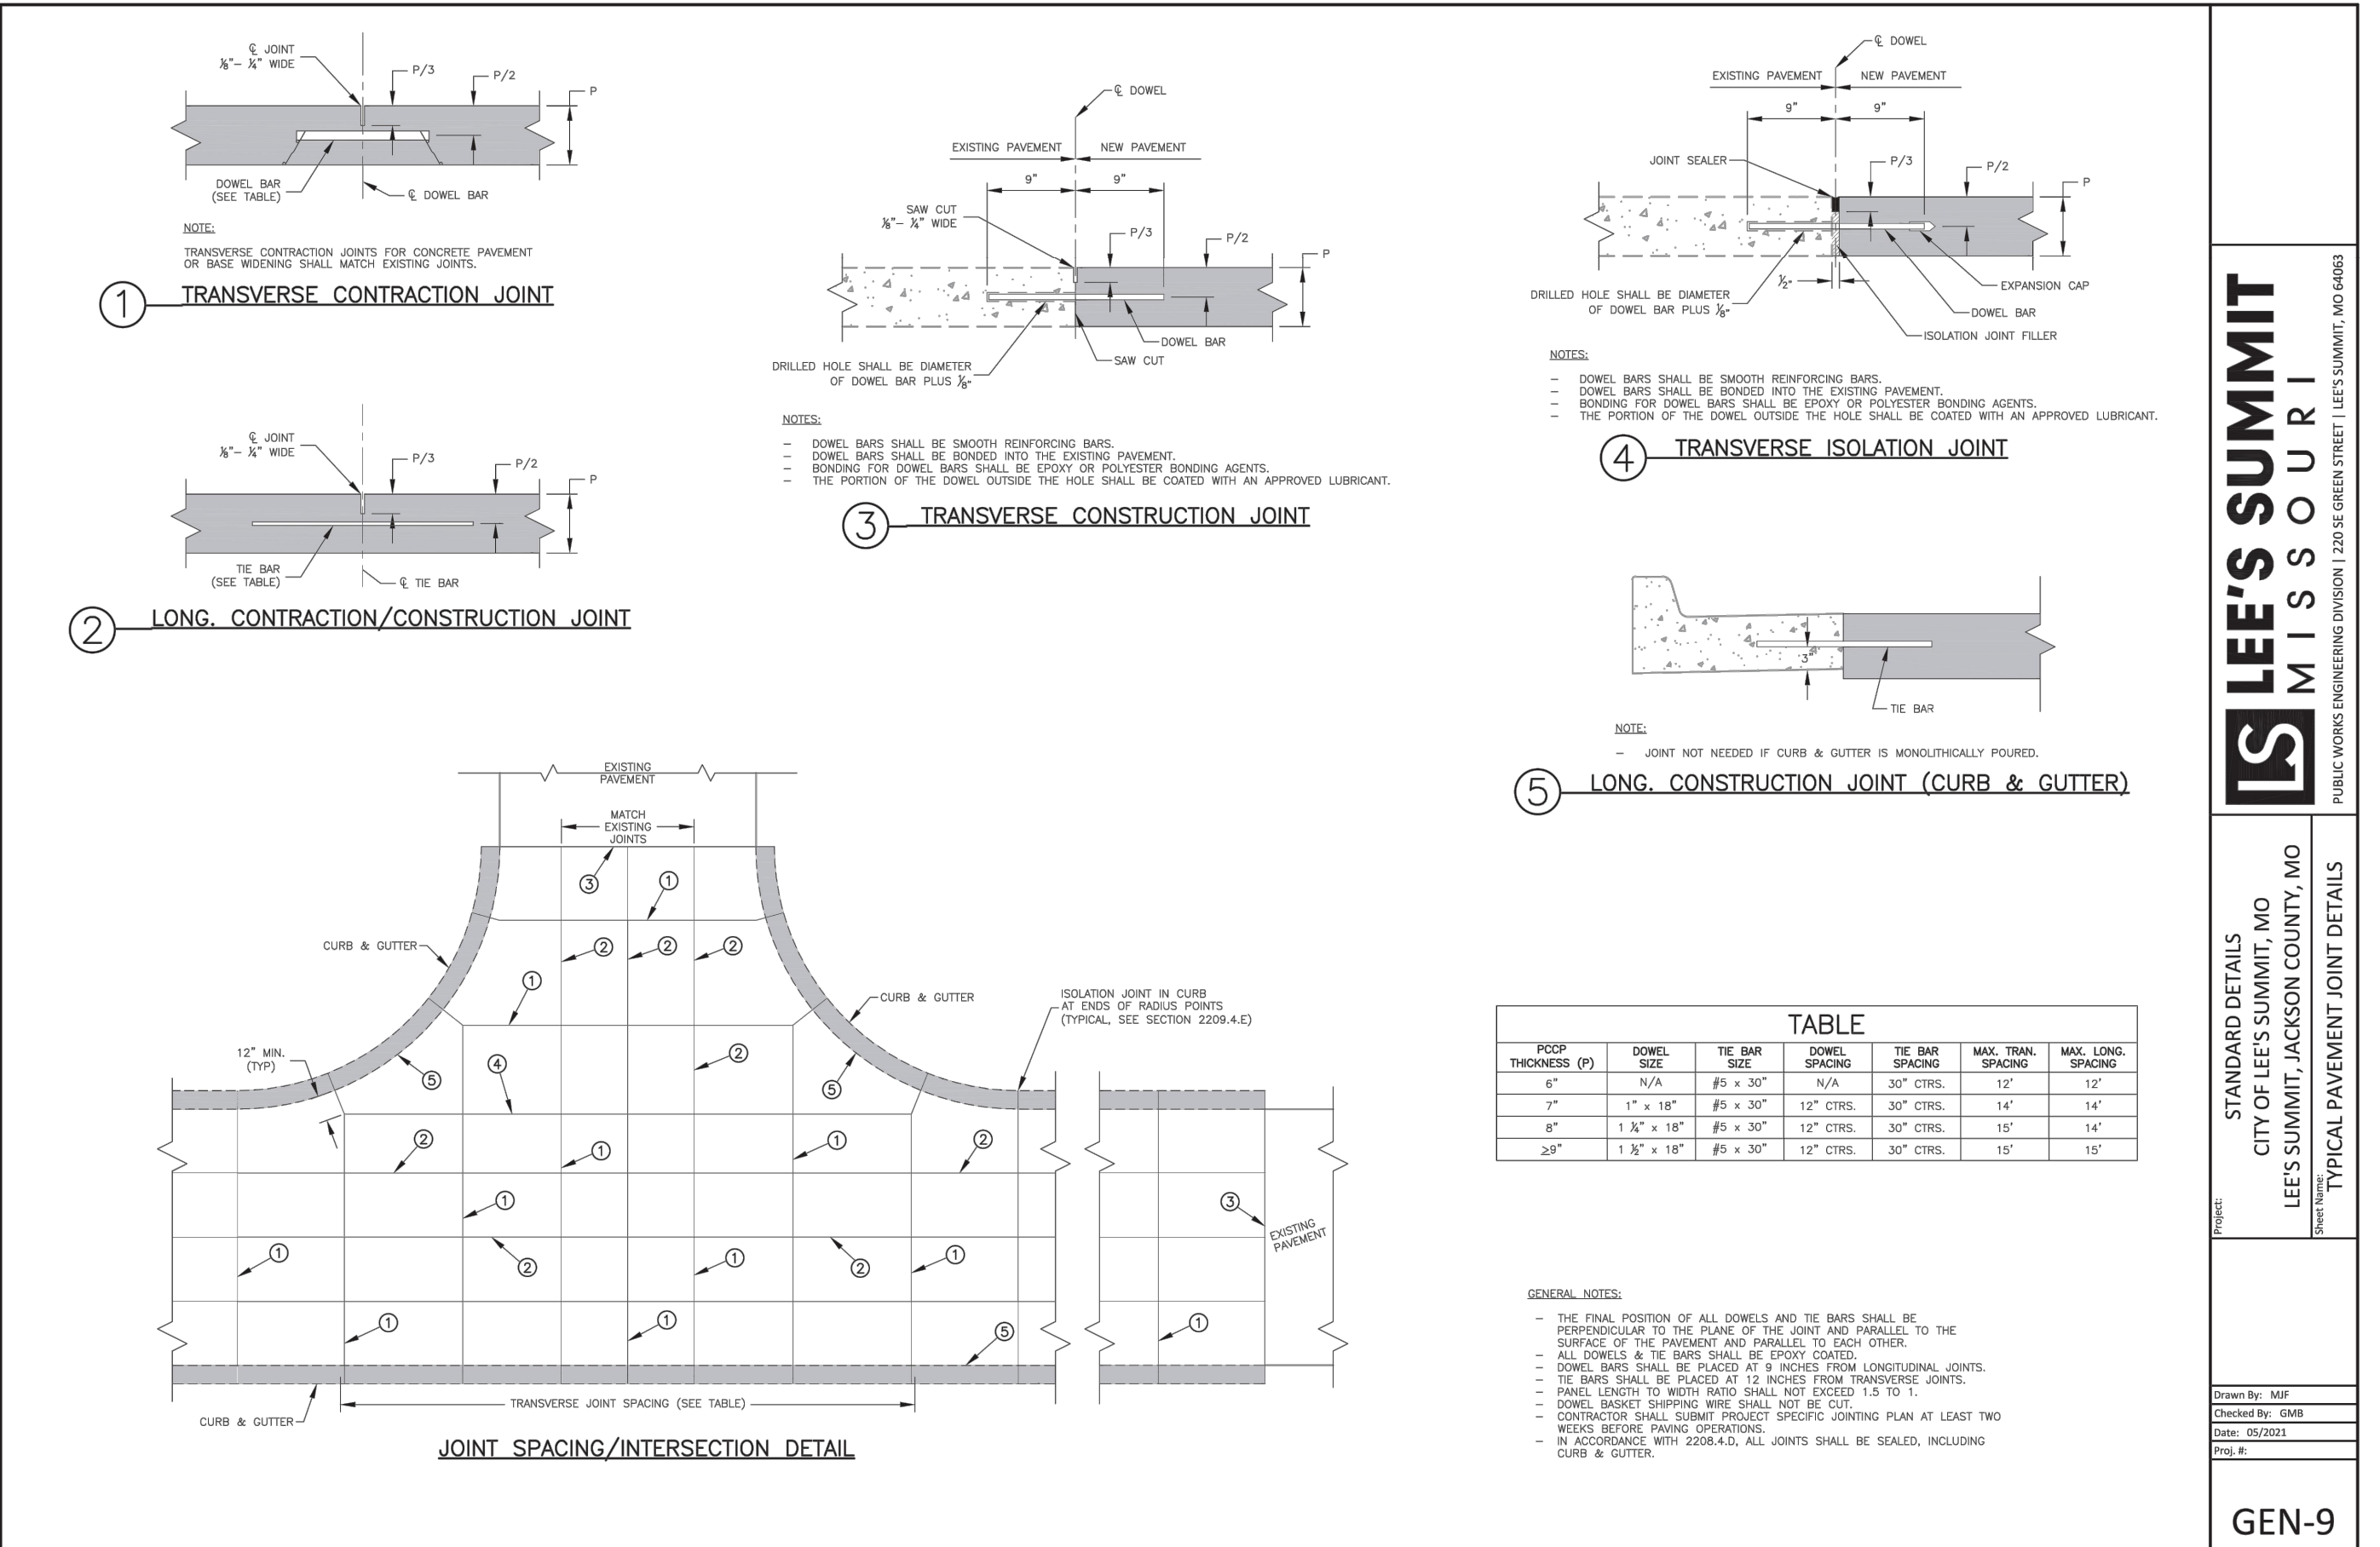 ℄ JOINT
⅛"– ¼" WIDE
P/3
P/2
P
DOWEL BAR
(SEE TABLE)
℄ DOWEL BAR
NOTE:
TRANSVERSE CONTRACTION JOINTS FOR CONCRETE PAVEMENT
OR BASE WIDENING SHALL MATCH EXISTING JOINTS.
1 TRANSVERSE CONTRACTION JOINT
℄ JOINT
⅛"– ¼" WIDE
P/3
P/2
P
TIE BAR
(SEE TABLE)
℄ TIE BAR
2 LONG. CONTRACTION/CONSTRUCTION JOINT
℄ DOWEL
EXISTING PAVEMENT
NEW PAVEMENT
9"
9"
SAW CUT
⅛"– ¼" WIDE
P/3
P/2
P
DOWEL BAR
SAW CUT
DRILLED HOLE SHALL BE DIAMETER
OF DOWEL BAR PLUS ⅛"
NOTES:
– DOWEL BARS SHALL BE SMOOTH REINFORCING BARS.
– DOWEL BARS SHALL BE BONDED INTO THE EXISTING PAVEMENT.
– BONDING FOR DOWEL BARS SHALL BE EPOXY OR POLYESTER BONDING AGENTS.
– THE PORTION OF THE DOWEL OUTSIDE THE HOLE SHALL BE COATED WITH AN APPROVED LUBRICANT.
3 TRANSVERSE CONSTRUCTION JOINT
℄ DOWEL
EXISTING PAVEMENT
NEW PAVEMENT
9"
9"
JOINT SEALER
P/3
P/2
P
½"
EXPANSION CAP
DRILLED HOLE SHALL BE DIAMETER
OF DOWEL BAR PLUS ⅛"
DOWEL BAR
ISOLATION JOINT FILLER
NOTES:
– DOWEL BARS SHALL BE SMOOTH REINFORCING BARS.
– DOWEL BARS SHALL BE BONDED INTO THE EXISTING PAVEMENT.
– BONDING FOR DOWEL BARS SHALL BE EPOXY OR POLYESTER BONDING AGENTS.
– THE PORTION OF THE DOWEL OUTSIDE THE HOLE SHALL BE COATED WITH AN APPROVED LUBRICANT.
4 TRANSVERSE ISOLATION JOINT
3"
TIE BAR
NOTE:
– JOINT NOT NEEDED IF CURB & GUTTER IS MONOLITHICALLY POURED.
5 LONG. CONSTRUCTION JOINT (CURB & GUTTER)
EXISTING
PAVEMENT
MATCH
EXISTING
JOINTS
3
1
CURB & GUTTER
2
2
2
1
CURB & GUTTER
ISOLATION JOINT IN CURB
AT ENDS OF RADIUS POINTS
(TYPICAL, SEE SECTION 2209.4.E)
12" MIN.
(TYP)
4
2
5
5
2
1
1
2
1
3
EXISTING
PAVEMENT
1
2
1
2
1
1
1
5
1
TRANSVERSE JOINT SPACING (SEE TABLE)
CURB & GUTTER
JOINT SPACING/INTERSECTION DETAIL
TABLE
PCCP THICKNESS (P) DOWEL SIZE TIE BAR SIZE DOWEL SPACING TIE BAR SPACING MAX. TRAN. SPACING MAX. LONG. SPACING
6" N/A #5 x 30" N/A 30" CTRS. 12' 12'
7" 1" x 18" #5 x 30" 12" CTRS. 30" CTRS. 14' 14'
8" 1 ¼" x 18" #5 x 30" 12" CTRS. 30" CTRS. 15' 14'
≥9" 1 ½" x 18" #5 x 30" 12" CTRS. 30" CTRS. 15' 15'
GENERAL NOTES:
– THE FINAL POSITION OF ALL DOWELS AND TIE BARS SHALL BE
PERPENDICULAR TO THE PLANE OF THE JOINT AND PARALLEL TO THE
SURFACE OF THE PAVEMENT AND PARALLEL TO EACH OTHER.
– ALL DOWELS & TIE BARS SHALL BE EPOXY COATED.
– DOWEL BARS SHALL BE PLACED AT 9 INCHES FROM LONGITUDINAL JOINTS.
– TIE BARS SHALL BE PLACED AT 12 INCHES FROM TRANSVERSE JOINTS.
– PANEL LENGTH TO WIDTH RATIO SHALL NOT EXCEED 1.5 TO 1.
– DOWEL BASKET SHIPPING WIRE SHALL NOT BE CUT.
– CONTRACTOR SHALL SUBMIT PROJECT SPECIFIC JOINTING PLAN AT LEAST TWO
WEEKS BEFORE PAVING OPERATIONS.
– IN ACCORDANCE WITH 2208.4.D, ALL JOINTS SHALL BE SEALED, INCLUDING
CURB & GUTTER.
LS LEE'S SUMMIT
MISSOURI
PUBLIC WORKS ENGINEERING DIVISION | 220 SE GREEN STREET | LEE'S SUMMIT, MO 64063
Project:
STANDARD DETAILS
CITY OF LEE'S SUMMIT, MO
LEE'S SUMMIT, JACKSON COUNTY, MO
Sheet Name:
TYPICAL PAVEMENT JOINT DETAILS
Drawn By: MJF
Checked By: GMB
Date: 05/2021
Proj. #:
GEN-9